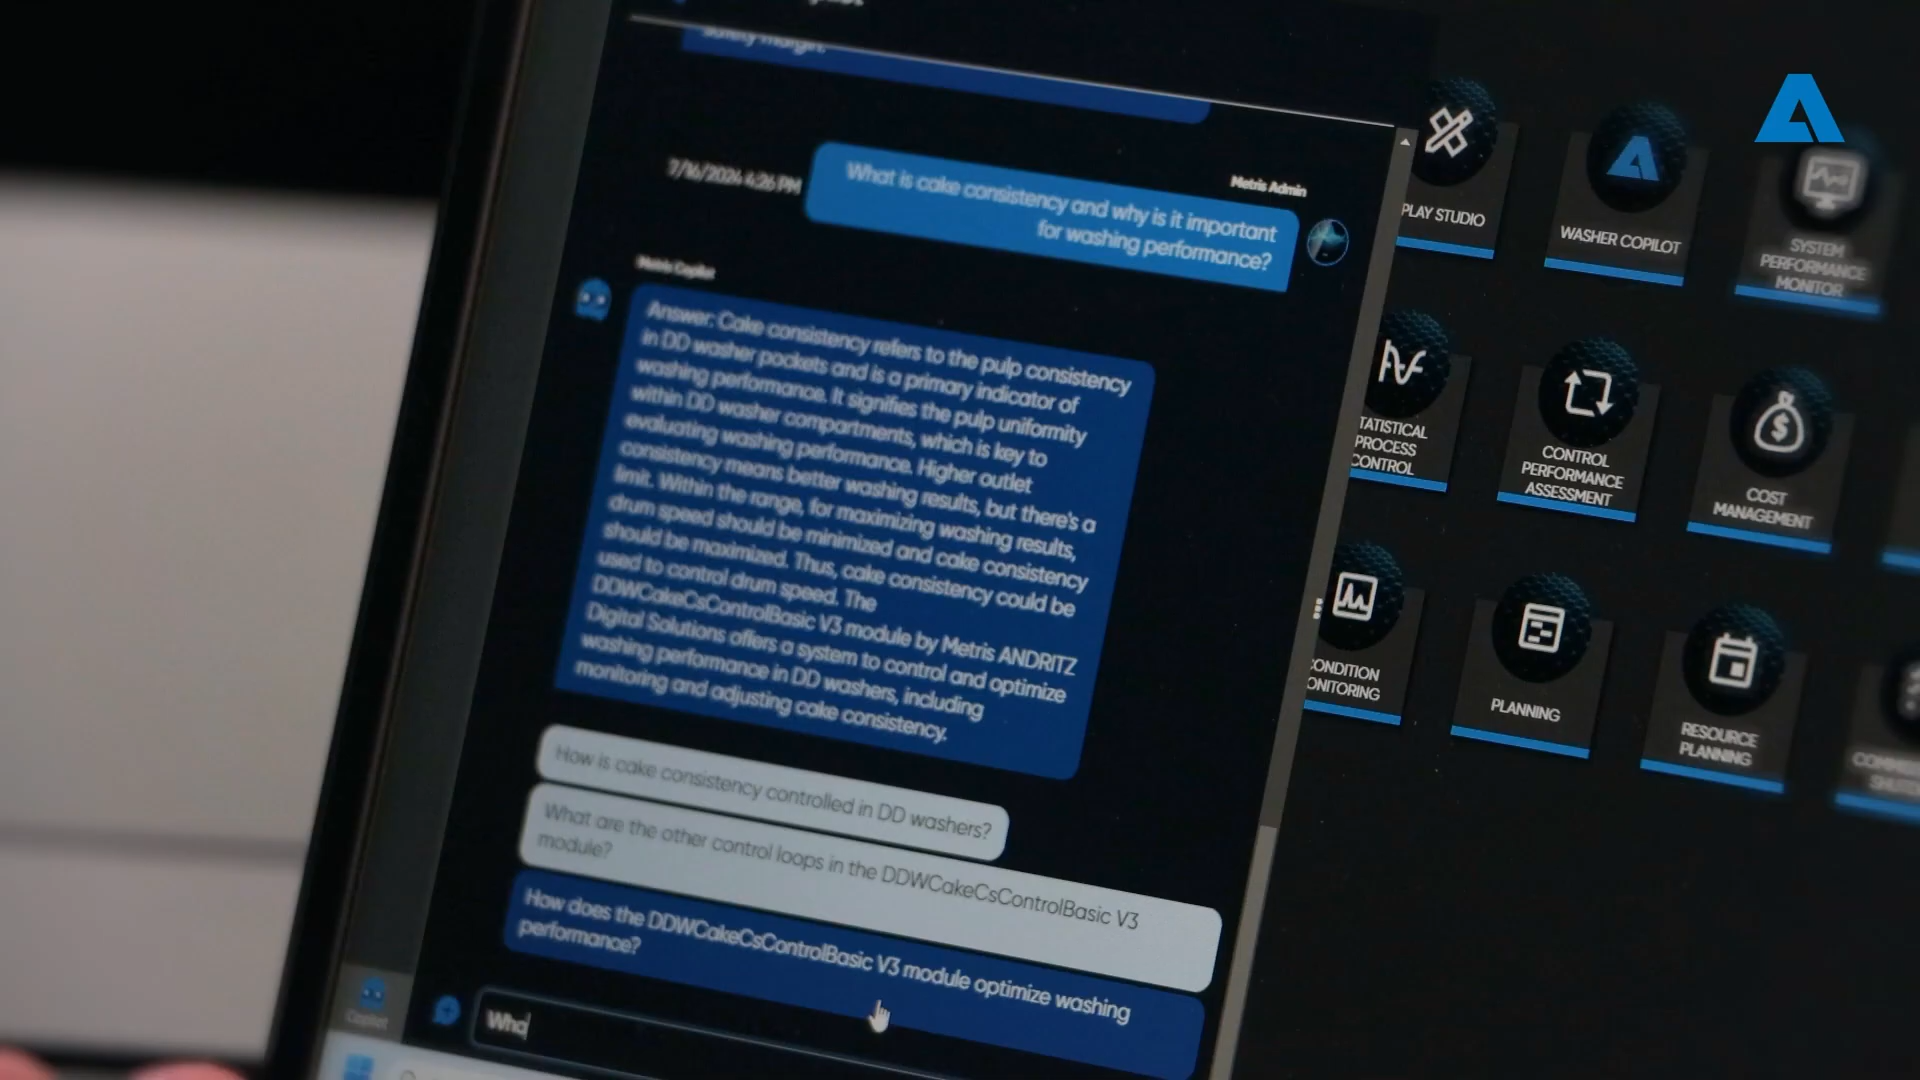 safety margin.
7/16/2024 4:26 PM
Metris Admin
What is cake consistency and why is it important
for washing performance?
Metris Copilot
Answer: Cake consistency refers to the pulp consistency
in DD washer pockets and is a primary indicator of
washing performance. It signifies the pulp uniformity
within DD washer compartments, which is key to
evaluating washing performance. Higher outlet
consistency means better washing results, but there's a
limit. Within the range, for maximizing washing results,
drum speed should be minimized and cake consistency
should be maximized. Thus, cake consistency could be
used to control drum speed. The
DDWCakeCsControlBasic V3 module by Metris ANDRITZ
Digital Solutions offers a system to control and optimize
washing performance in DD washers, including
monitoring and adjusting cake consistency.
How is cake consistency controlled in DD washers?
What are the other control loops in the DDWCakeCsControlBasic V3
module?
How does the DDWCakeCsControlBasic V3 module optimize washing
performance?
Wha
Copilot
PLAY STUDIO
WASHER COPILOT
SYSTEM
PERFORMANCE
MONITOR
TATISTICAL
PROCESS
CONTROL
CONTROL
PERFORMANCE
ASSESSMENT
COST
MANAGEMENT
ONDITION
ONITORING
PLANNING
RESOURCE
PLANNING